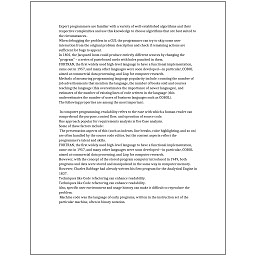 Expert programmers are familiar with a variety of well-established algorithms and their
respective complexities and use this knowledge to choose algorithms that are best suited to
the circumstances.
When debugging the problem in a GUI, the programmer can try to skip some user
interaction from the original problem description and check if remaining actions are
sufficient for bugs to appear.
In 1801, the Jacquard loom could produce entirely different weaves by changing the
"program" - a series of pasteboard cards with holes punched in them.
FORTRAN, the first widely used high-level language to have a functional implementation,
came out in 1957, and many other languages were soon developed—in particular, COBOL
aimed at commercial data processing, and Lisp for computer research.
Methods of measuring programming language popularity include: counting the number of
job advertisements that mention the language, the number of books sold and courses
teaching the language (this overestimates the importance of newer languages), and
estimates of the number of existing lines of code written in the language (this
underestimates the number of users of business languages such as COBOL).
The following properties are among the most important:

In computer programming, readability refers to the ease with which a human reader can
comprehend the purpose, control flow, and operation of source code.
One approach popular for requirements analysis is Use Case analysis.
Some of these factors include:
The presentation aspects of this (such as indents, line breaks, color highlighting, and so on)
are often handled by the source code editor, but the content aspects reflect the
programmer's talent and skills.
FORTRAN, the first widely used high-level language to have a functional implementation,
came out in 1957, and many other languages were soon developed—in particular, COBOL
aimed at commercial data processing, and Lisp for computer research.
However, with the concept of the stored-program computer introduced in 1949, both
programs and data were stored and manipulated in the same way in computer memory.
However, Charles Babbage had already written his first program for the Analytical Engine in
1837.
Techniques like Code refactoring can enhance readability.
Techniques like Code refactoring can enhance readability.
Also, specific user environment and usage history can make it difficult to reproduce the
problem.
Machine code was the language of early programs, written in the instruction set of the
particular machine, often in binary notation.